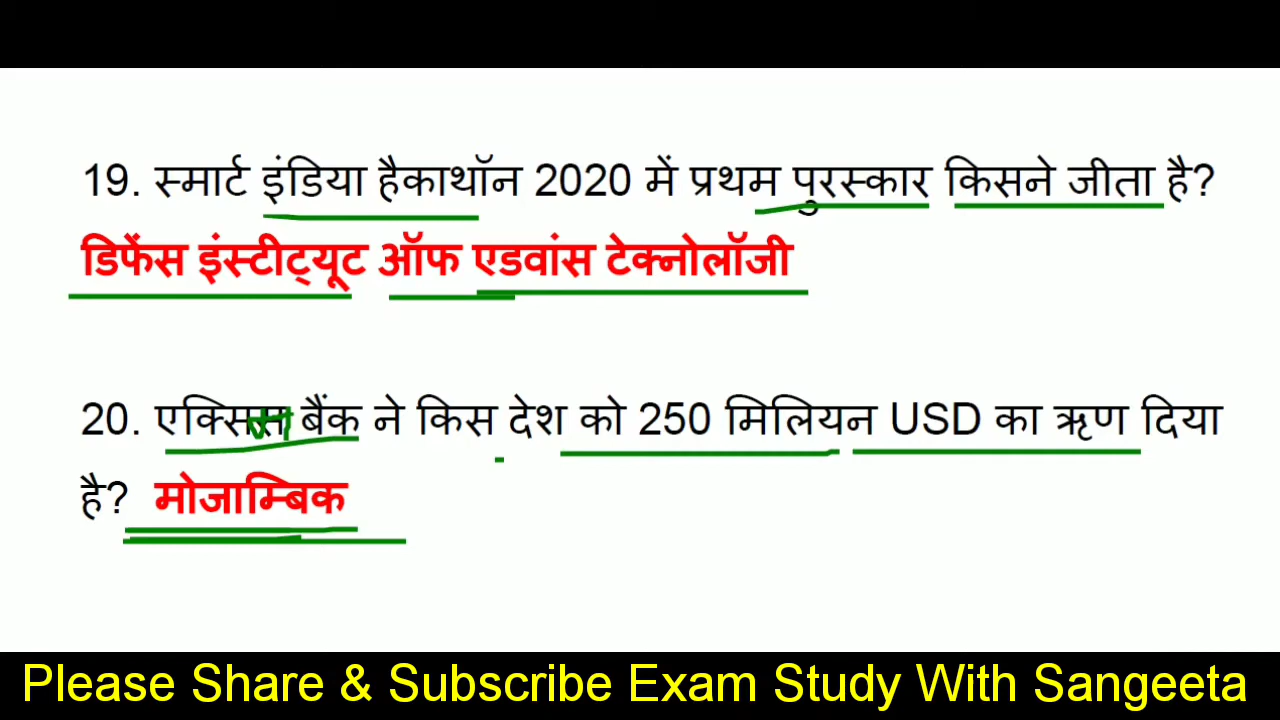 19. स्मार्ट इंडिया हैकाथॉन 2020 में प्रथम पुरस्कार किसने जीता है?
डिफेंस इंस्टीट्यूट ऑफ एडवांस टेक्नोलॉजी
20. एक्सिस बैंक ने किस देश को 250 मिलियन USD का ऋण दिया
है? मोजाम्बिक
Please Share & Subscribe Exam Study With Sangeeta